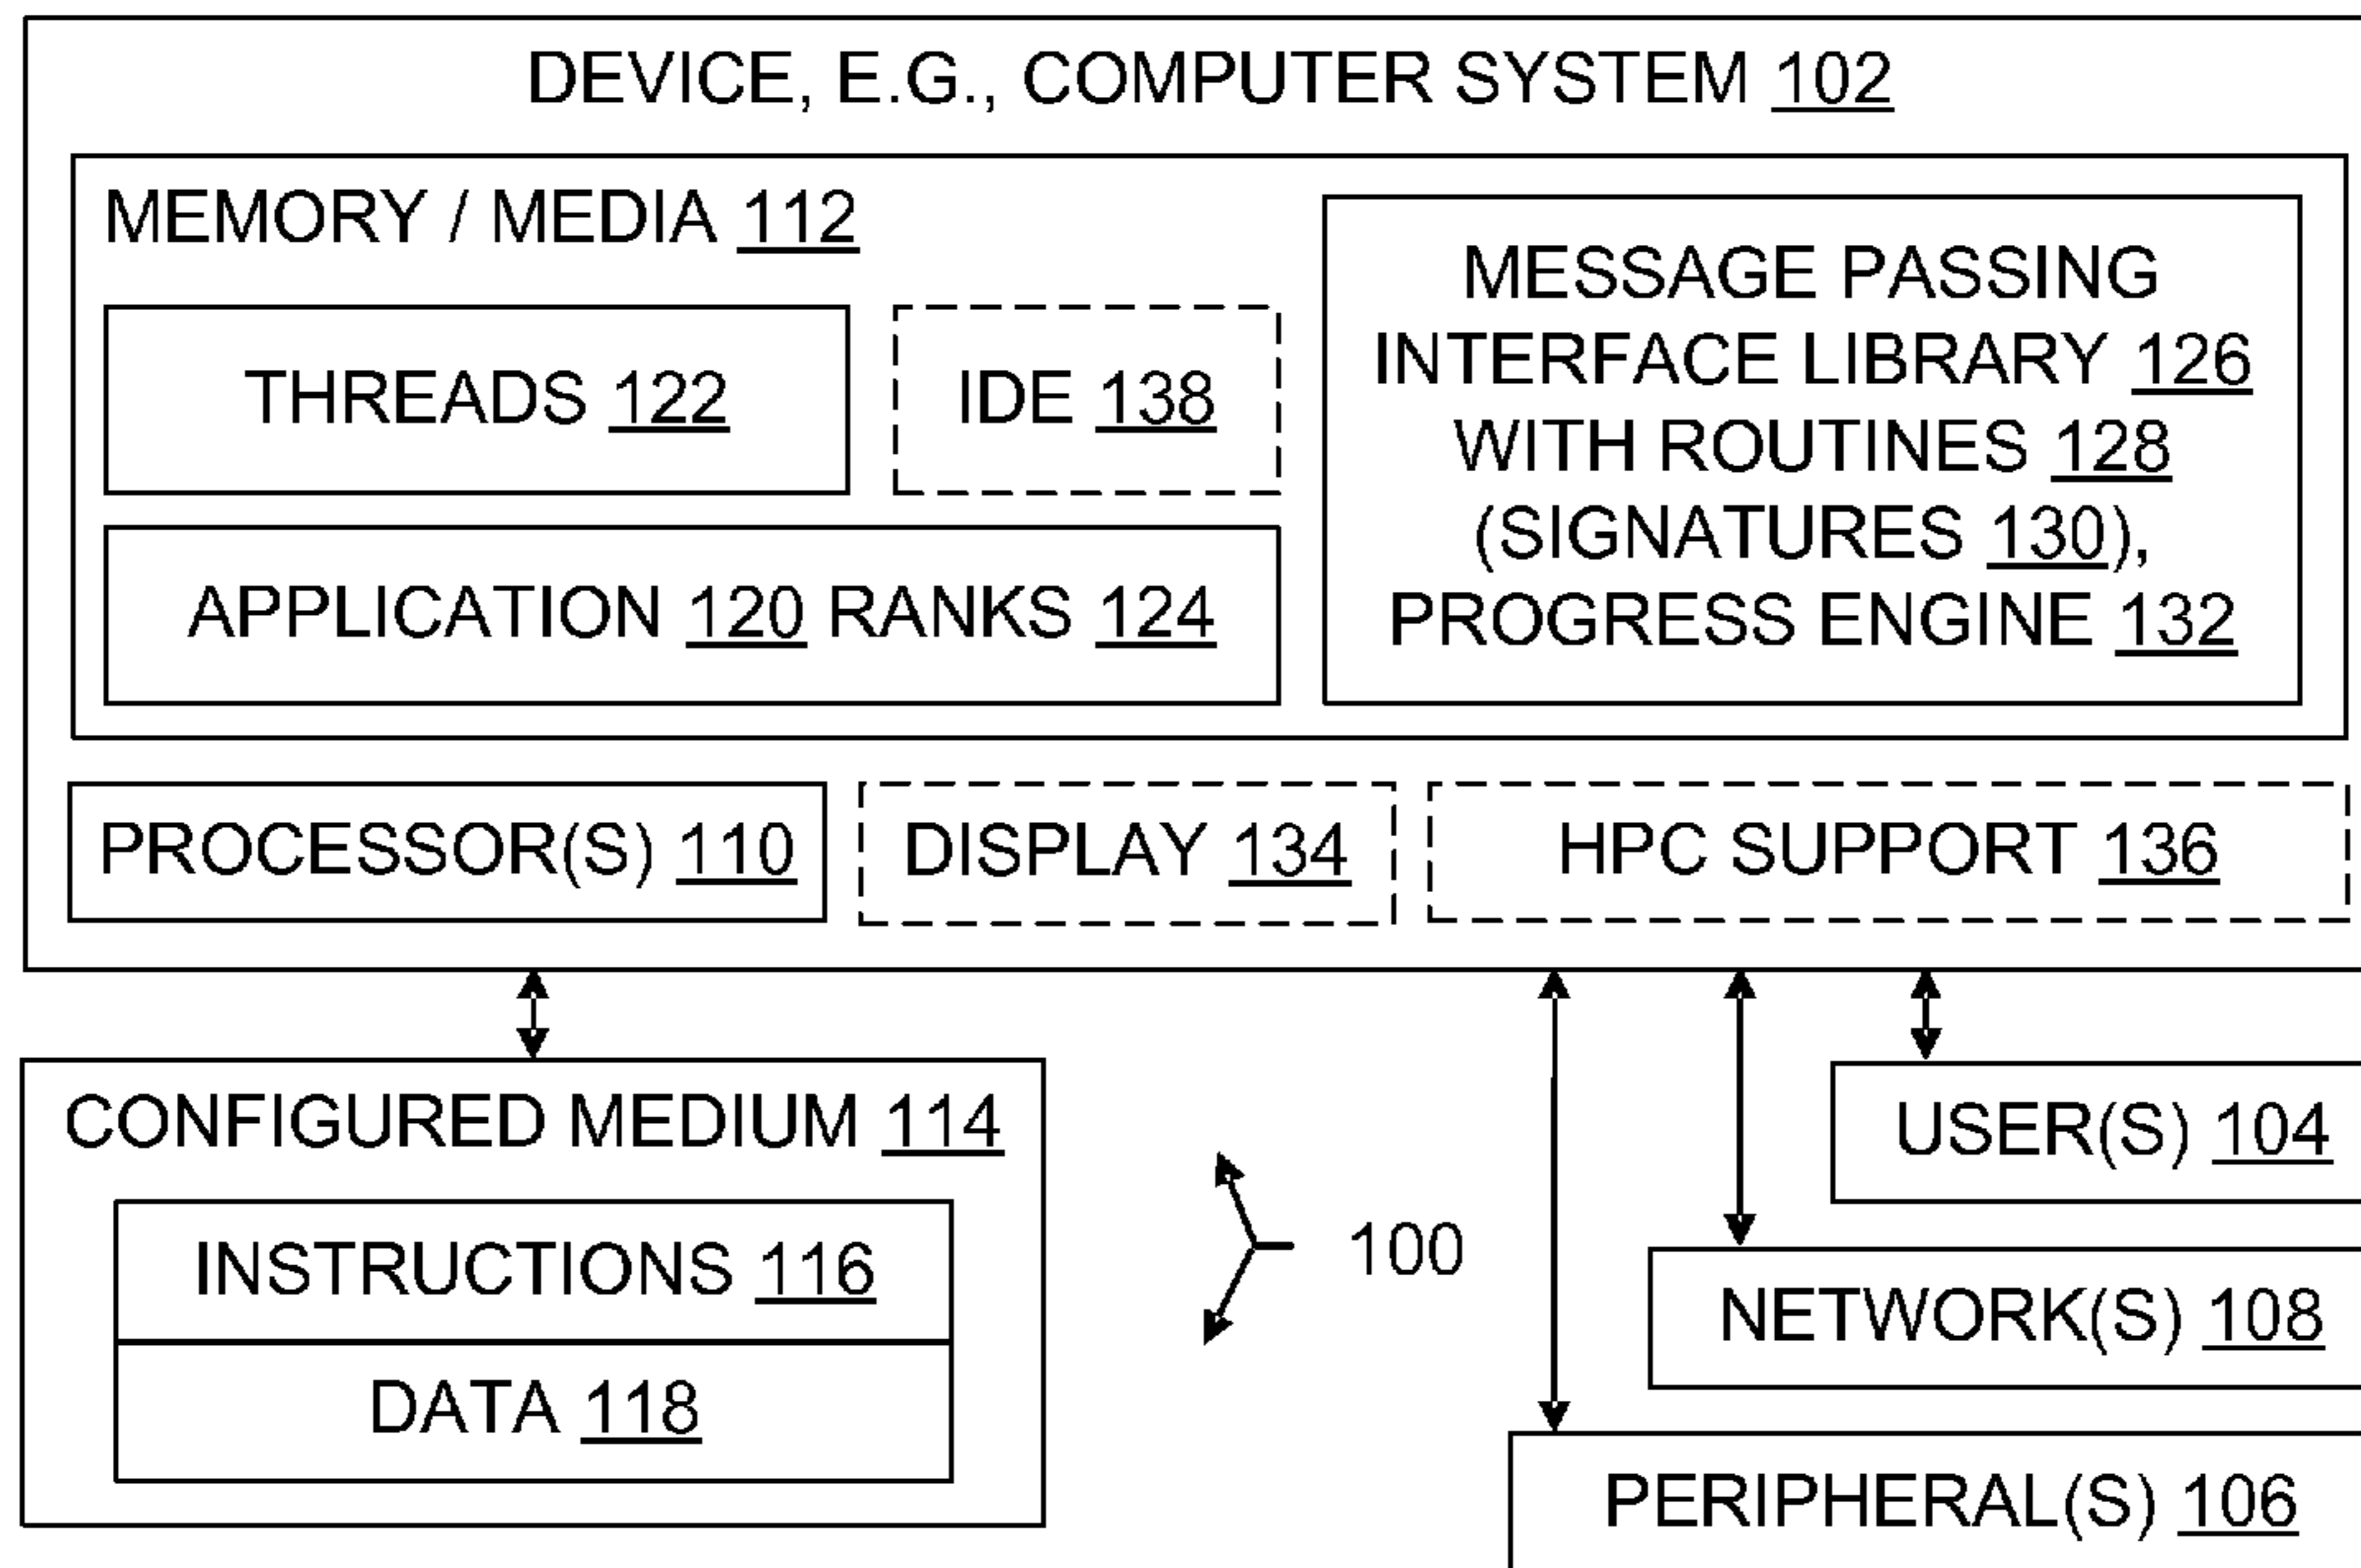 DEVICE, E.G., COMPUTER SYSTEM 102
MEMORY / MEDIA 112
THREADS 122
IDE 138
APPLICATION 120 RANKS 124
MESSAGE PASSING
INTERFACE LIBRARY 126
WITH ROUTINES 128
(SIGNATURES 130),
PROGRESS ENGINE 132
PROCESSOR(S) 110
DISPLAY 134
HPC SUPPORT 136
CONFIGURED MEDIUM 114
INSTRUCTIONS 116
DATA 118
100
USER(S) 104
NETWORK(S) 108
PERIPHERAL(S) 106